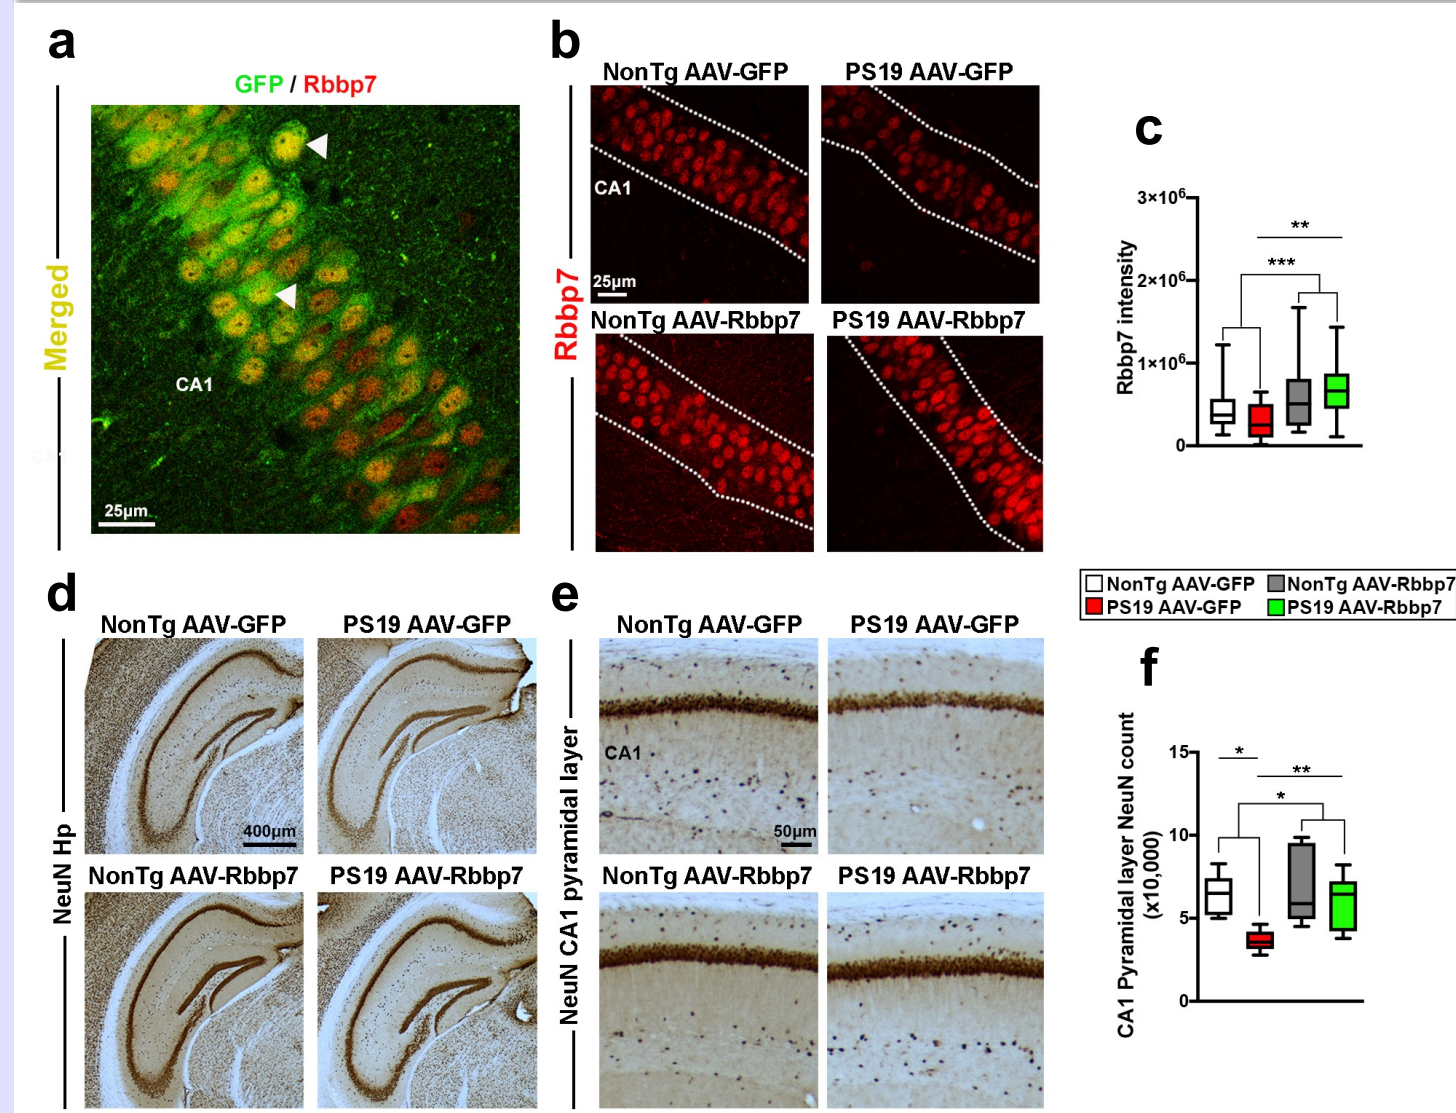 a
GFP / Rbbp7
Merged
CA1
25µm
b
NonTg AAV-GFP
PS19 AAV-GFP
Rbbp7
CA1
25µm
NonTg AAV-Rbbp7
PS19 AAV-Rbbp7
c
**
***
Rbbp7 intensity
3×10⁶
2×10⁶
1×10⁶
0
NonTg AAV-GFP
NonTg AAV-Rbbp7
PS19 AAV-GFP
PS19 AAV-Rbbp7
d
NonTg AAV-GFP
PS19 AAV-GFP
NeuN Hp
400µm
NonTg AAV-Rbbp7
PS19 AAV-Rbbp7
e
NonTg AAV-GFP
PS19 AAV-GFP
NeuN CA1 pyramidal layer
CA1
50µm
NonTg AAV-Rbbp7
PS19 AAV-Rbbp7
f
CA1 Pyramidal layer NeuN count
(x10,000)
*
**
*
15
10
5
0